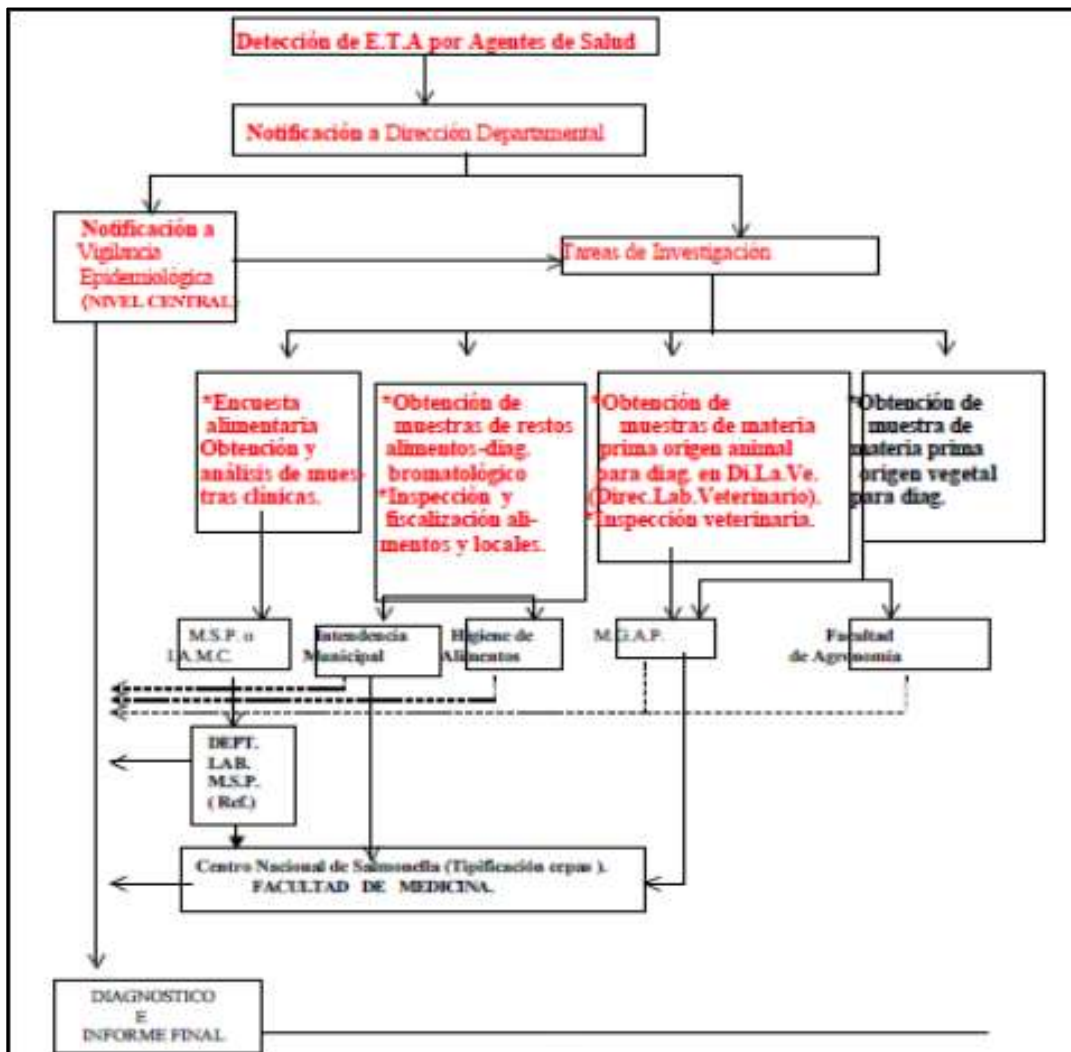 Detección de E.T.A por Agentes de Salud
Notificación a Dirección Departamental
Notificación a
Vigilancia
Epidemiológica
(NIVEL CENTRAL)
Tareas de Investigación
*Encuesta
alimentaria
Obtención y
análisis de mues-
tras clínicas.
*Obtención de
muestras de restos
alimentos-diag.
bromatológico
*Inspección y
fiscalización ali-
mentos y locales.
*Obtención de
muestras de materia
prima origen animal
para diag. en Di.La.Ve.
(Direc.Lab.Veterinario).
*Inspección veterinaria.
*Obtención de
muestra de
materia prima
origen vegetal
para diag.
M.S.P. o
I.A.M.C.
Intendencia
Municipal
Higiene de
Alimentos
M.G.A.P.
Facultad
de Agronomía
DEPT.
LAB.
M.S.P.
( Ref.)
Centro Nacional de Salmonella (Tipificación cepas ).
FACULTAD DE MEDICINA.
DIAGNOSTICO
E
INFORME FINAL